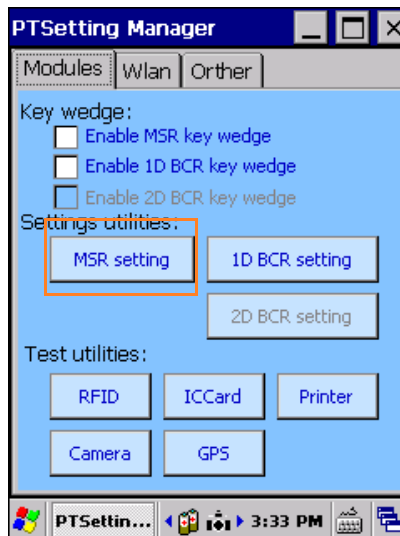 PTSetting Manager
Modules Wlan Orther
Key wedge:
Enable MSR key wedge
Enable 1D BCR key wedge
Enable 2D BCR key wedge
Settings utilities:
MSR setting 1D BCR setting
2D BCR setting
Test utilities:
RFID ICCard Printer
Camera GPS
PTSettin... 3:33 PM